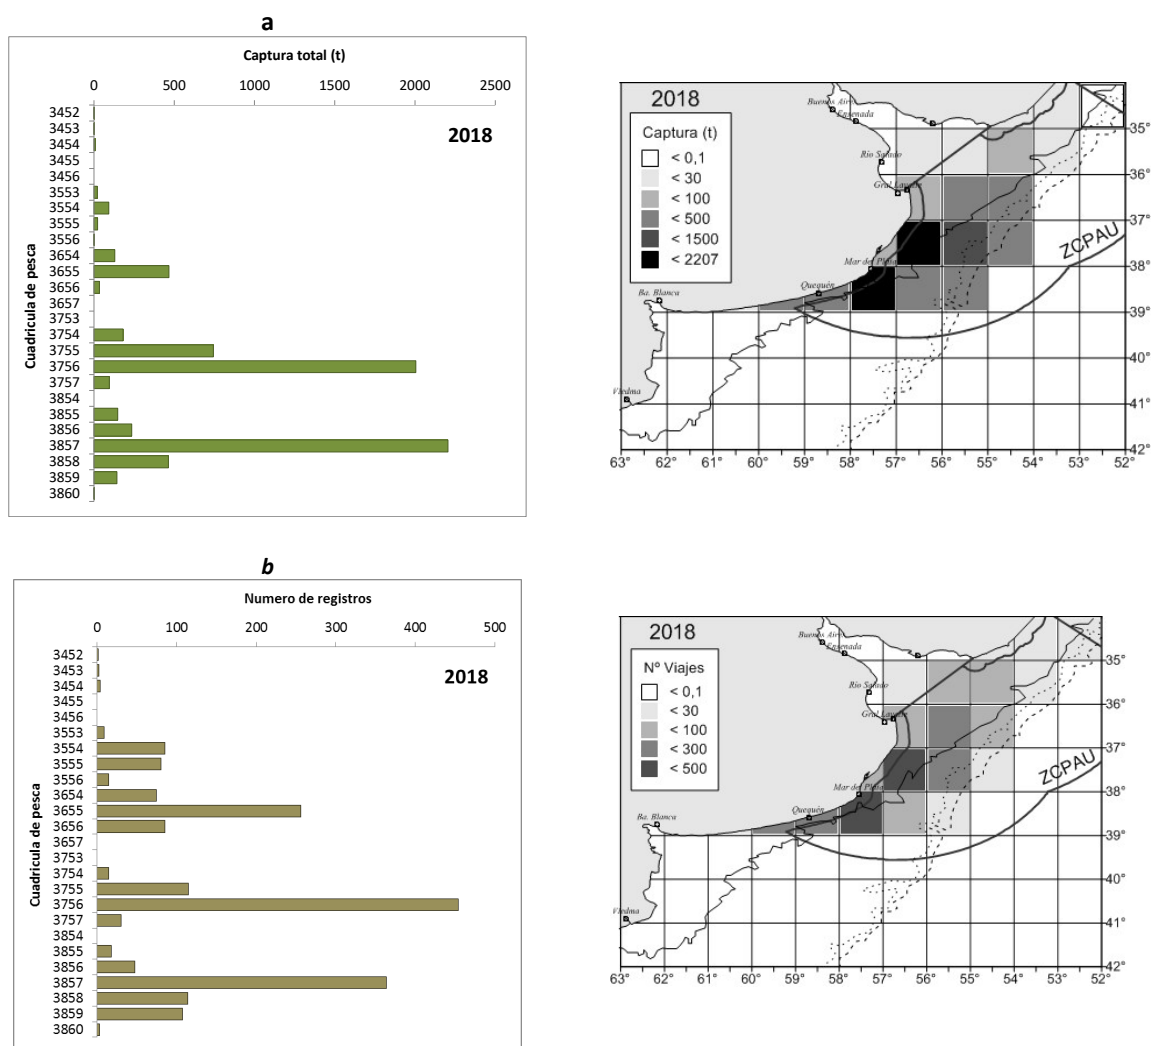 a
Captura total (t)
0 500 1000 1500 2000 2500
2018
Cuadricula de pesca
3452
3453
3454
3455
3456
3553
3554
3555
3556
3654
3655
3656
3657
3753
3754
3755
3756
3757
3854
3855
3856
3857
3858
3859
3860
2018
Captura (t)
< 0,1
< 30
< 100
< 500
< 1500
< 2207
Buenos Aires
Ensenada
Río Salado
Gral Lavalle
Mar del Plata
Quequén
Ba. Blanca
Viedma
ZCPAU
35°
36°
37°
38°
39°
40°
41°
42°
63° 62° 61° 60° 59° 58° 57° 56° 55° 54° 53° 52°
b
Numero de registros
0 100 200 300 400 500
2018
Cuadricula de pesca
3452
3453
3454
3455
3456
3553
3554
3555
3556
3654
3655
3656
3657
3753
3754
3755
3756
3757
3854
3855
3856
3857
3858
3859
3860
2018
Nº Viajes
< 0,1
< 30
< 100
< 300
< 500
Buenos Aires
Ensenada
Río Salado
Gral Lavalle
Mar del Plata
Quequén
Ba. Blanca
Viedma
ZCPAU
35°
36°
37°
38°
39°
40°
41°
42°
63° 62° 61° 60° 59° 58° 57° 56° 55° 54° 53° 52°